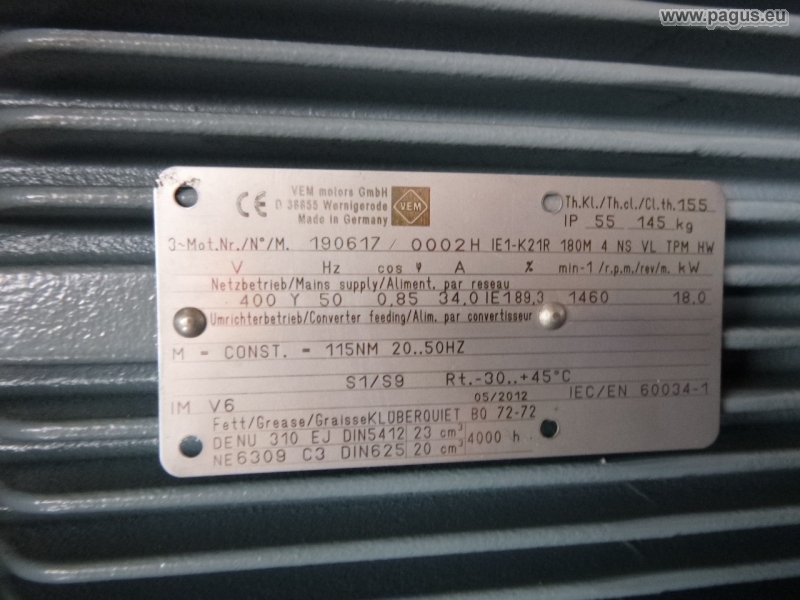 www.pagus.eu
VEM motors GmbH
D 38855 Wernigerode
Made in Germany
CE
VEM
Th.Kl./Th.cl./Cl.th.155
IP 55 145 kg
3~Mot.Nr./N°/M. 190617/ 0002H IE1-K21R 180M 4 NS VL TPM HW
V Hz cos φ A % min-1/r.p.m./rev/m. kW
Netzbetrieb/Mains supply/Aliment. par reseau
400 Y 50 0,85 34,0 IE189,3 1460 18.0
Umrichterbetrieb/Converter feeding/Alim. par convertisseur
M - CONST. - 115NM 20..50HZ
S1/S9 Rt.-30..+45°C
IM V6 05/2012 IEC/EN 60034-1
Fett/Grease/GraisseKLÜBERQUIET BQ 72-72
DENU 310 EJ DIN5412 23 cm³ 4000 h
NE6309 C3 DIN625 20 cm³